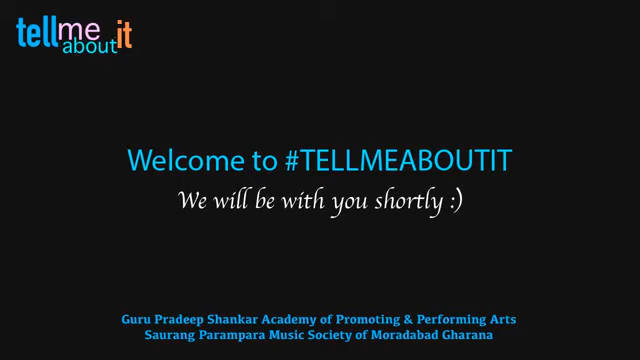 tell me about it
Welcome to #TELLMEABOUTIT
We will be with you shortly :)
Guru Pradeep Shankar Academy of Promoting & Performing Arts
Saurang Parampara Music Society of Moradabad Gharana